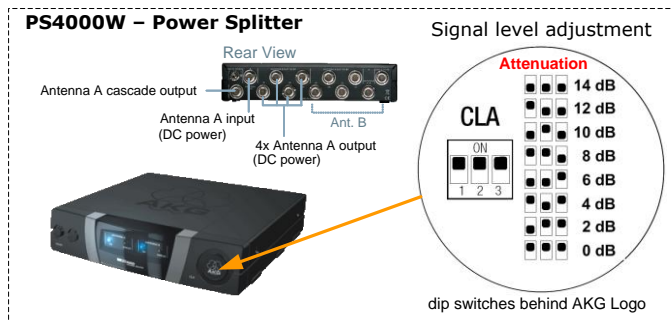 PS4000W – Power Splitter
Signal level adjustment
Rear View
Antenna A cascade output
Antenna A input
(DC power)
4x Antenna A output
(DC power)
Ant. B
Attenuation
14 dB
12 dB
10 dB
8 dB
6 dB
4 dB
2 dB
0 dB
CLA
ON
1 2 3
AKG
AKG
dip switches behind AKG Logo